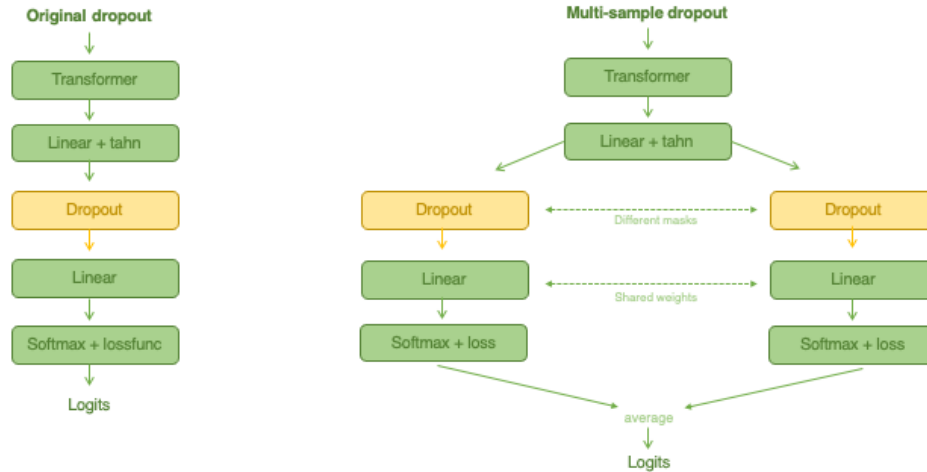 Original dropout
Transformer
Linear + tahn
Dropout
Linear
Softmax + lossfunc
Logits
Multi-sample dropout
Transformer
Linear + tahn
Dropout
Different masks
Dropout
Linear
Shared weights
Linear
Softmax + loss
Softmax + loss
average
Logits